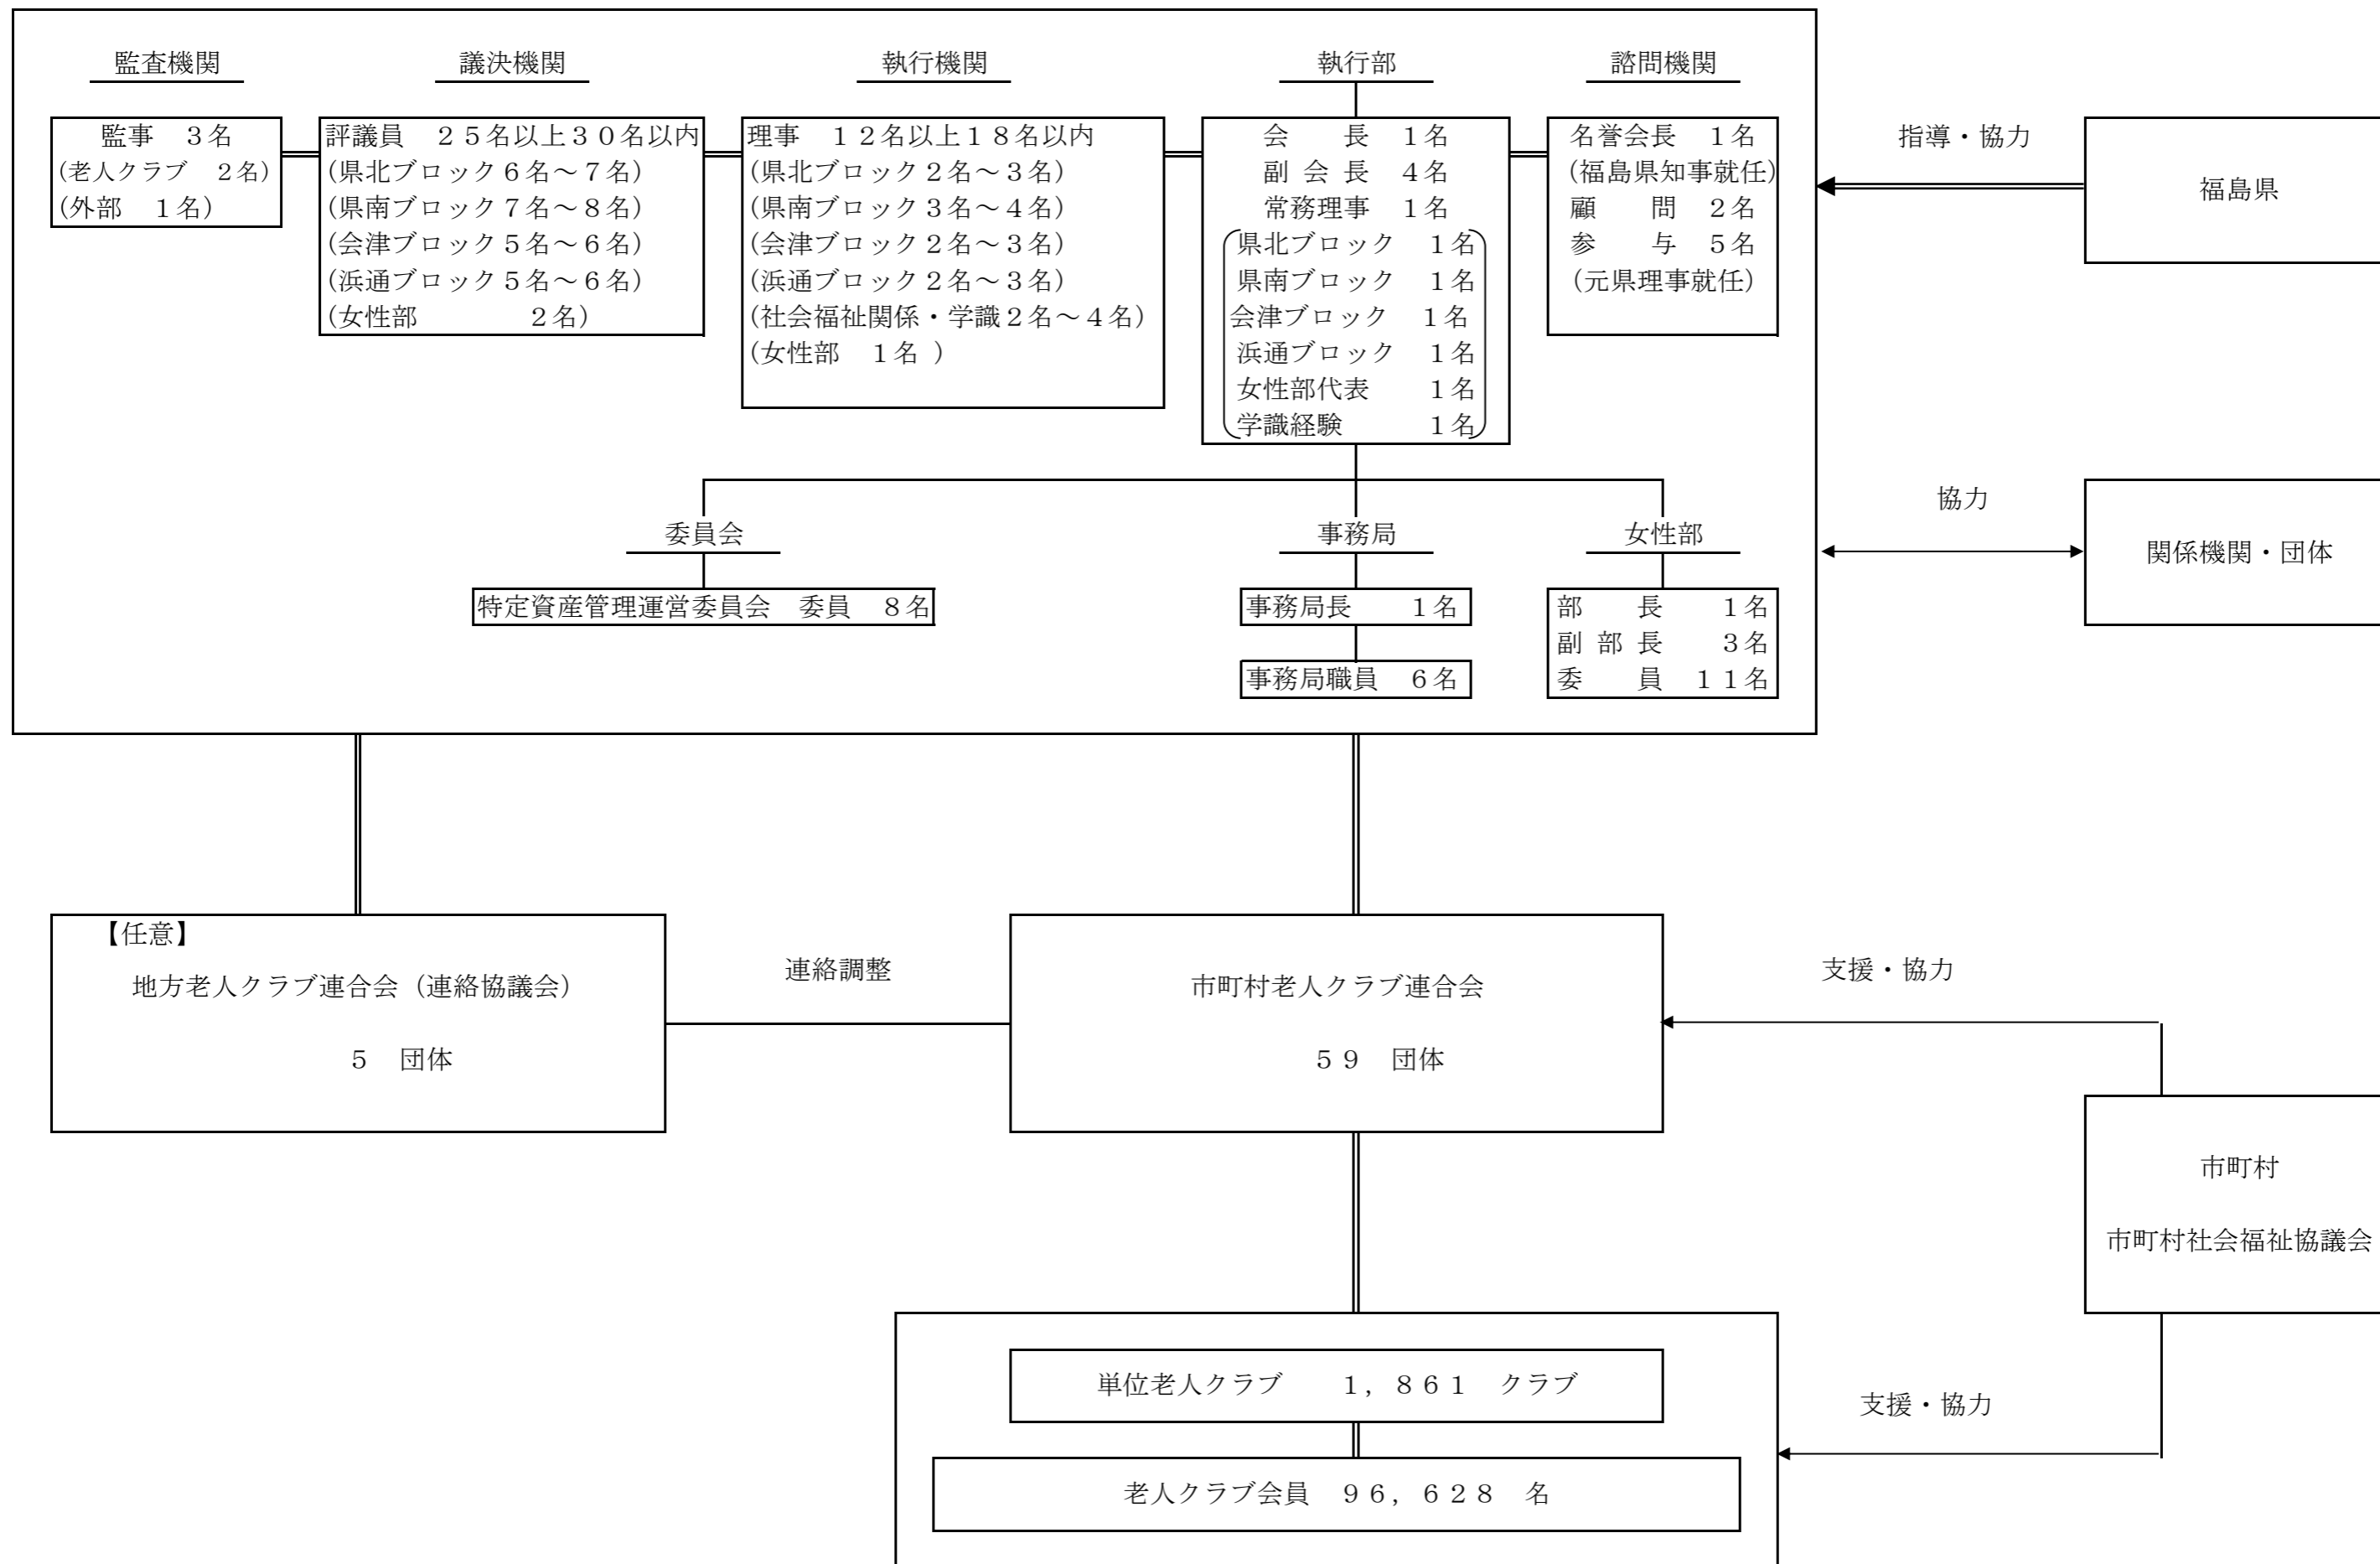 監査機関
議決機関
執行機関
執行部
諮問機関
監事　３名
(老人クラブ　２名)
(外部　１名)
評議員　２５名以上３０名以内
(県北ブロック６名～７名)
(県南ブロック７名～８名)
(会津ブロック５名～６名)
(浜通ブロック５名～６名)
(女性部　　　　２名)
理事　１２名以上１８名以内
(県北ブロック２名～３名)
(県南ブロック３名～４名)
(会津ブロック２名～３名)
(浜通ブロック２名～３名)
(社会福祉関係・学識２名～４名)
(女性部　１名 )
会　　長　１名
副 会 長　４名
常務理事　１名
県北ブロック　１名
県南ブロック　１名
会津ブロック　１名
浜通ブロック　１名
女性部代表　　１名
学識経験　　　１名
名誉会長　１名
(福島県知事就任)
顧　　問　２名
参　　与　５名
(元県理事就任)
指導・協力
福島県
協力
関係機関・団体
委員会
特定資産管理運営委員会　委員　８名
事務局
事務局長　　１名
事務局職員　６名
女性部
部　　長　　１名
副 部 長　　３名
委　　員　１１名
【任意】
地方老人クラブ連合会（連絡協議会）
５　団体
連絡調整
市町村老人クラブ連合会
５９　団体
支援・協力
市町村
市町村社会福祉協議会
単位老人クラブ　　１，８６１　クラブ
支援・協力
老人クラブ会員　９６，６２８　名